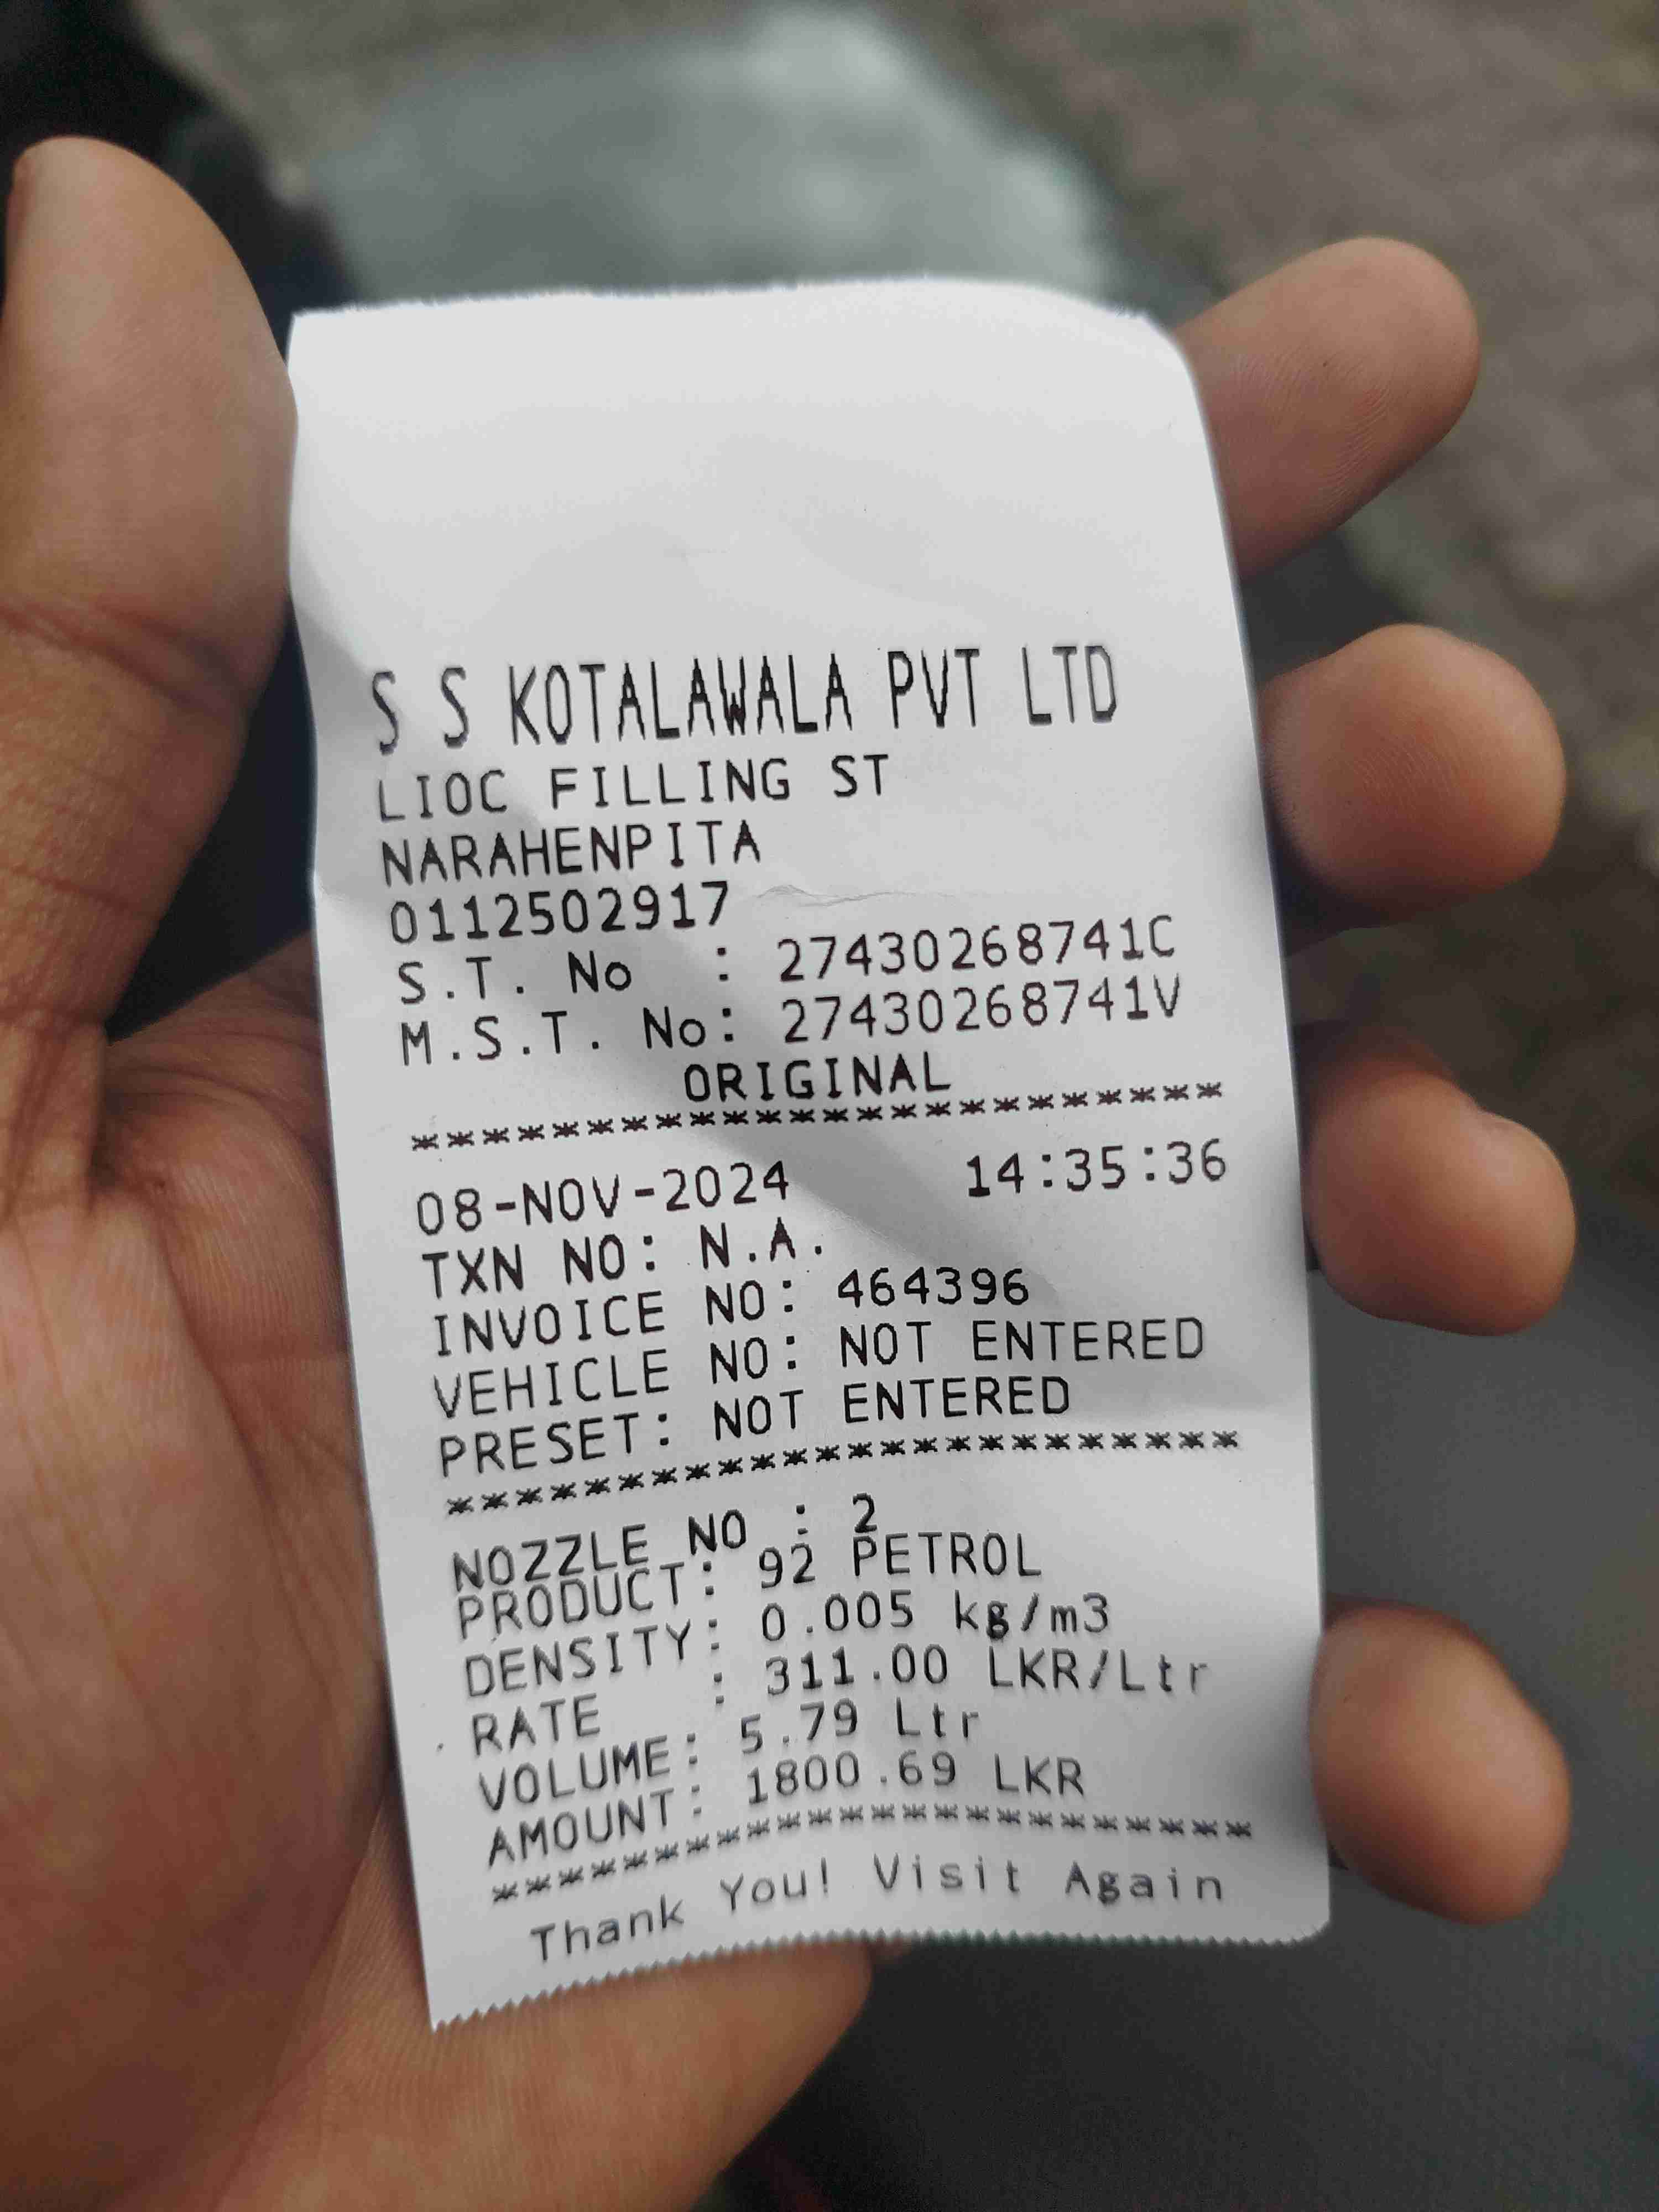 S S KOTALAWALA PVT LTD
LIOC FILLING ST
NARAHENPITA
0112502917
S.T. No : 27430268741C
M.S.T. No: 27430268741V
ORIGINAL
************************
08-NOV-2024 14:35:36
TXN NO: N.A.
INVOICE NO: 464396
VEHICLE NO: NOT ENTERED
PRESET: NOT ENTERED
************************
NOZZLE NO : 2
PRODUCT: 92 PETROL
DENSITY: 0.005 kg/m3
RATE : 311.00 LKR/Ltr
VOLUME: 5.79 Ltr
AMOUNT: 1800.69 LKR
************************
Thank You! Visit Again